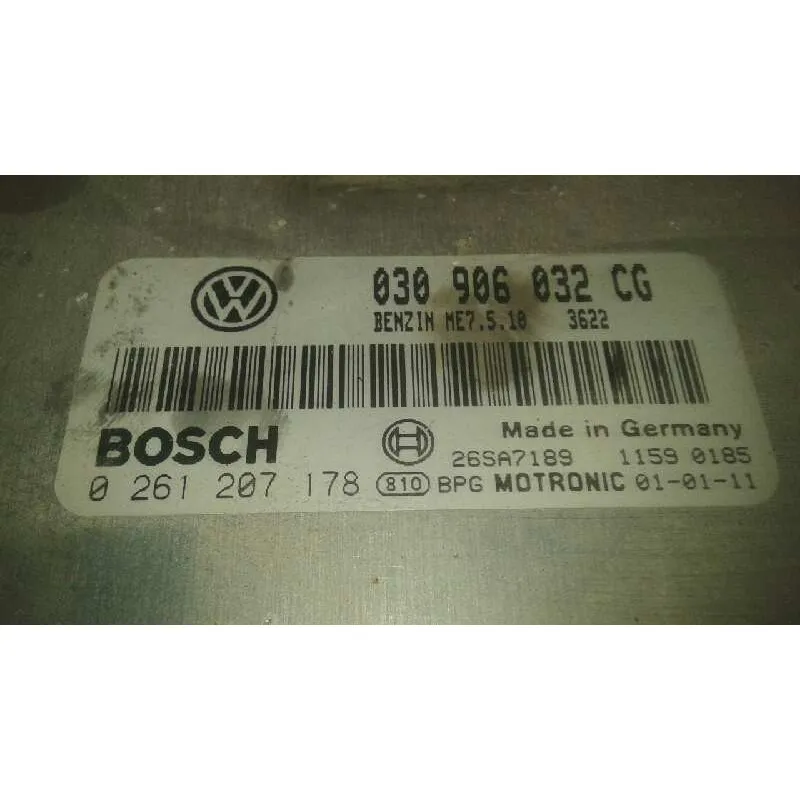 VW 030 906 032 CG
BENZIN ME7.5.10 3622
BOSCH Made in Germany
26SA7189 1159 0185
0 261 207 178 810 BPG MOTRONIC 01-01-11